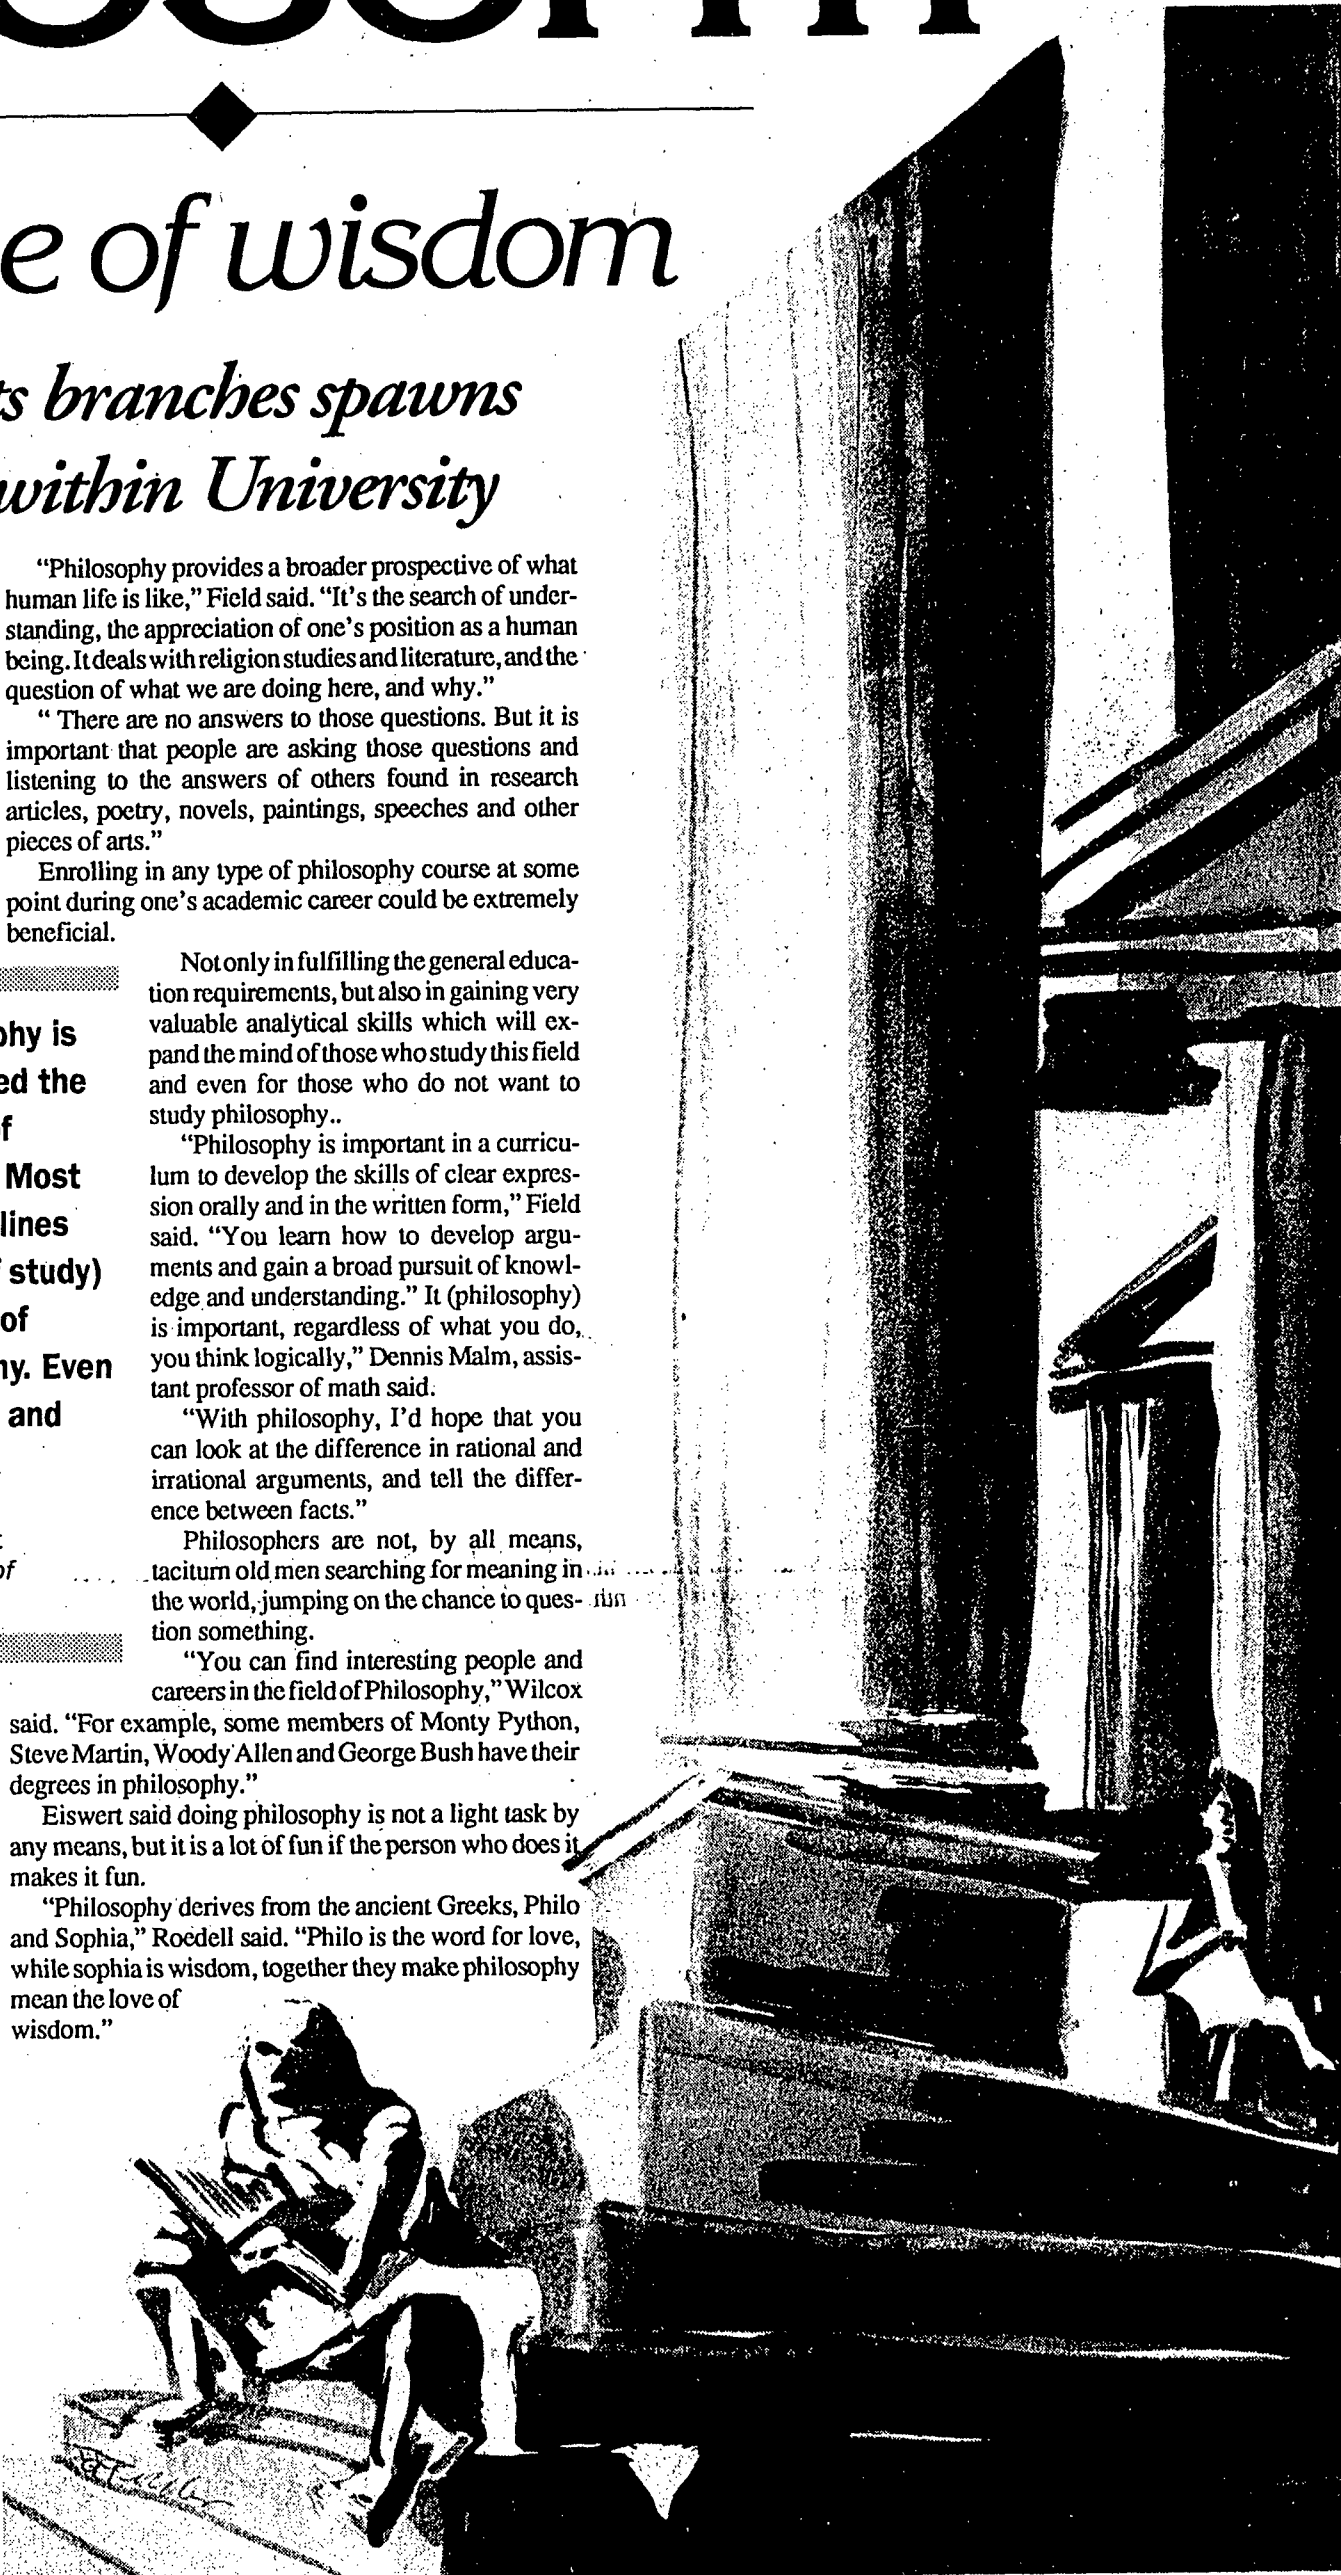 e of wisdom
ts branches spawns
within University
“Philosophy provides a broader prospective of what
human life is like,” Field said. “It's the search of under-
standing, the appreciation of one's position as a human
being. It deals with religion studies and literature, and the
question of what we are doing here, and why.”
“ There are no answers to those questions. But it is
important that people are asking those questions and
listening to the answers of others found in research
articles, poetry, novels, paintings, speeches and other
pieces of arts.”
Enrolling in any type of philosophy course at some
point during one's academic career could be extremely
beneficial.
Not only in fulfilling the general educa-
tion requirements, but also in gaining very
valuable analytical skills which will ex-
pand the mind of those who study this field
and even for those who do not want to
study philosophy..
“Philosophy is important in a curricu-
lum to develop the skills of clear expres-
sion orally and in the written form,” Field
said. “You learn how to develop argu-
ments and gain a broad pursuit of knowl-
edge and understanding.” It (philosophy)
is important, regardless of what you do,
you think logically,” Dennis Malm, assis-
tant professor of math said.
“With philosophy, I'd hope that you
can look at the difference in rational and
irrational arguments, and tell the differ-
ence between facts.”
Philosophers are not, by all means,
taciturn old men searching for meaning in
the world, jumping on the chance to ques-
tion something.
“You can find interesting people and
careers in the field of Philosophy,” Wilcox
said. “For example, some members of Monty Python,
Steve Martin, Woody Allen and George Bush have their
degrees in philosophy.”
Eiswert said doing philosophy is not a light task by
any means, but it is a lot of fun if the person who does it
makes it fun.
“Philosophy derives from the ancient Greeks, Philo
and Sophia,” Roedell said. “Philo is the word for love,
while sophia is wisdom, together they make philosophy
mean the love of
wisdom.”
phy is
ed the
f
Most
lines
study)
of
hy. Even
and
of